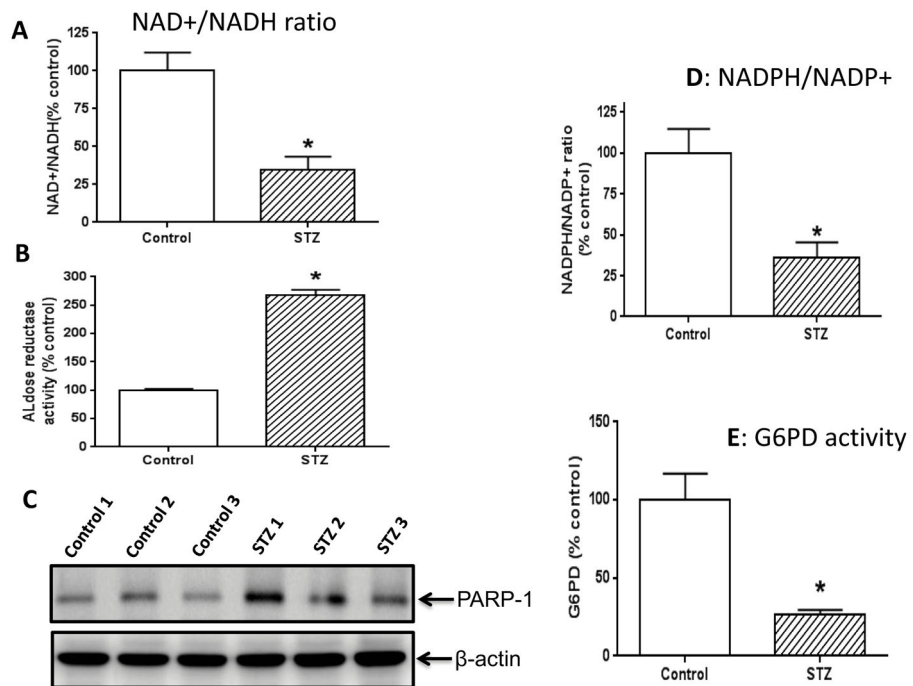 A
NAD+/NADH ratio
NAD+/NADH(% control)
125
100
75
50
25
0
*
Control
STZ
B
ALdose reductase
activity (% control)
300
250
200
150
100
50
0
*
Control
STZ
C
Control 1
Control 2
Control 3
STZ 1
STZ 2
STZ 3
PARP-1
β-actin
D: NADPH/NADP+
NADPH/NADP+ ratio
(% control)
125
100
75
50
25
0
*
Control
STZ
E: G6PD activity
G6PD (% control)
150
100
50
0
*
Control
STZ